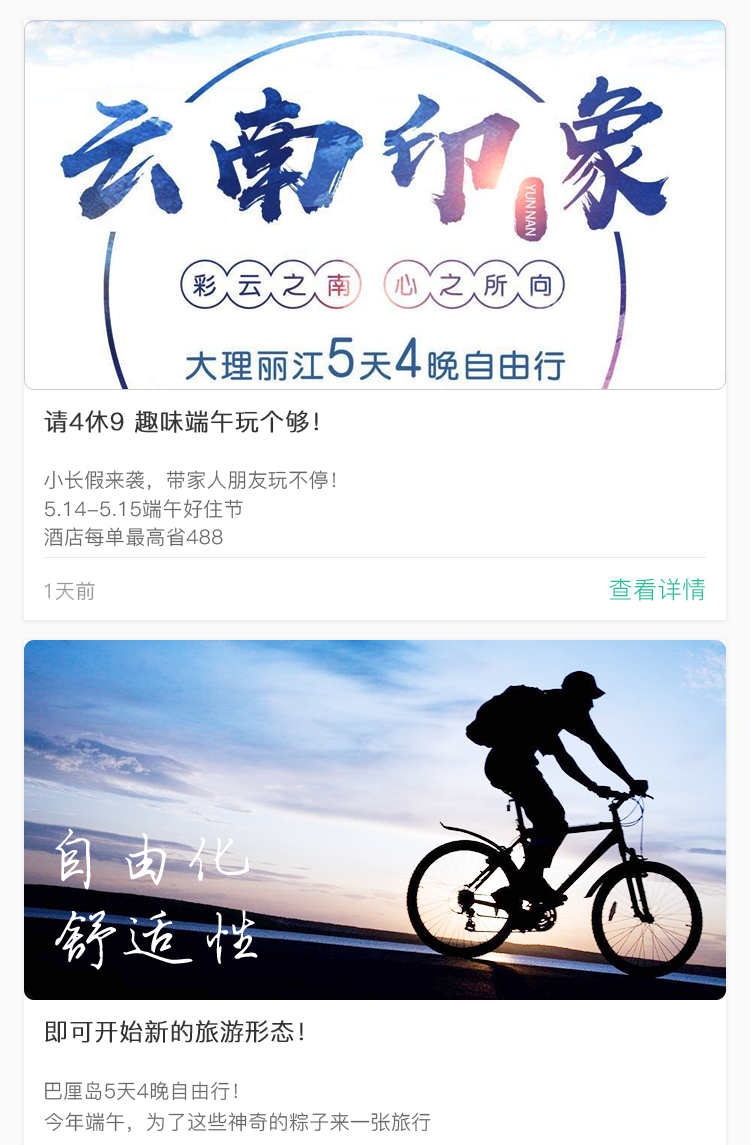 云南印象
YUN NAN
彩云之南 心之所向
大理丽江5天4晚自由行
请4休9 趣味端午玩个够！
小长假来袭，带家人朋友玩不停！
5.14-5.15端午好住节
酒店每单最高省488
1天前 查看详情
自由化
舒适性
即可开始新的旅游形态！
巴厘岛5天4晚自由行！
今年端午，为了这些神奇的粽子来一张旅行